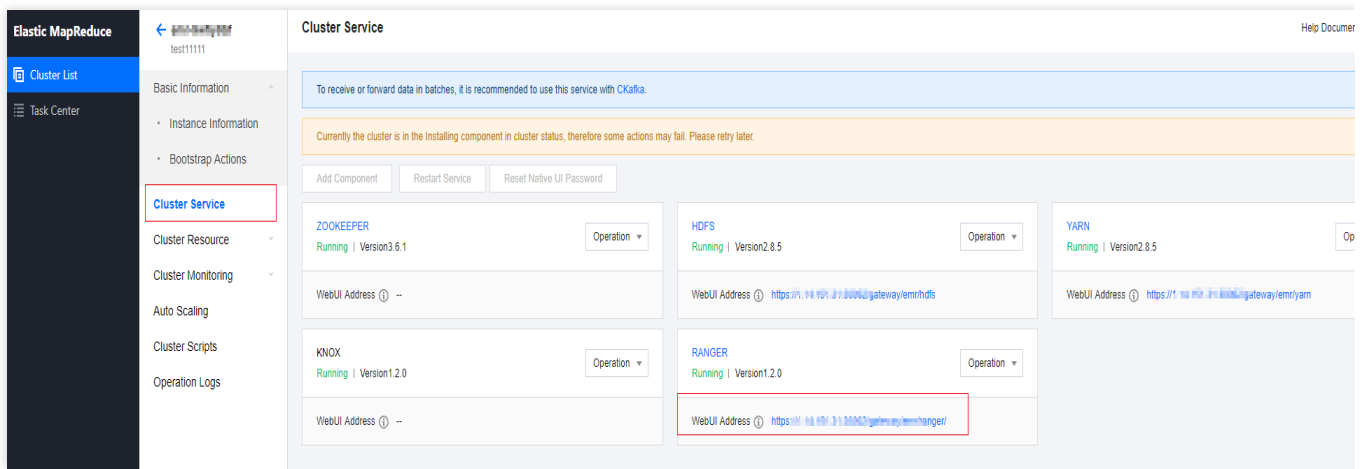 Elastic MapReduce
Cluster List
Task Center
test11111
Basic Information
Instance Information
Bootstrap Actions
Cluster Service
Cluster Resource
Cluster Monitoring
Auto Scaling
Cluster Scripts
Operation Logs
Cluster Service
Help Documen
To receive or forward data in batches, it is recommended to use this service with CKafka.
Currently the cluster is in the Installing component in cluster status, therefore some actions may fail. Please retry later.
Add Component Restart Service Reset Native UI Password
ZOOKEEPER
Running | Version3.6.1
Operation
WebUI Address --
HDFS
Running | Version2.8.5
Operation
WebUI Address /gateway/emr/hdfs
YARN
Running | Version2.8.5
Op
WebUI Address gateway/emr/yarn
KNOX
Running | Version1.2.0
Operation
WebUI Address --
RANGER
Running | Version1.2.0
Operation
WebUI Address